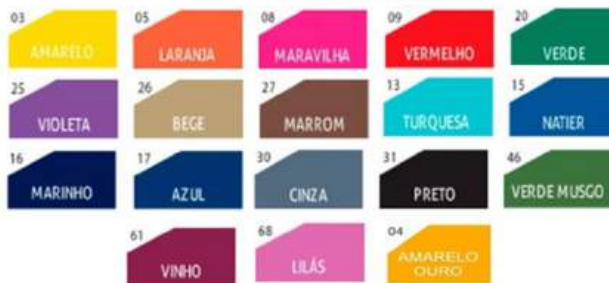 03 05 08 09 20
AMARELO LARANJA MARAVILHA VERMELHO VERDE
25 26 27 13 15
VIOLETA BEGE MARROM TURQUESA NATIER
16 17 30 31 46
MARINHO AZUL CINZA PRETO VERDE MUSGO
61 68 04
VINHO LILÁS AMARELO
OURO